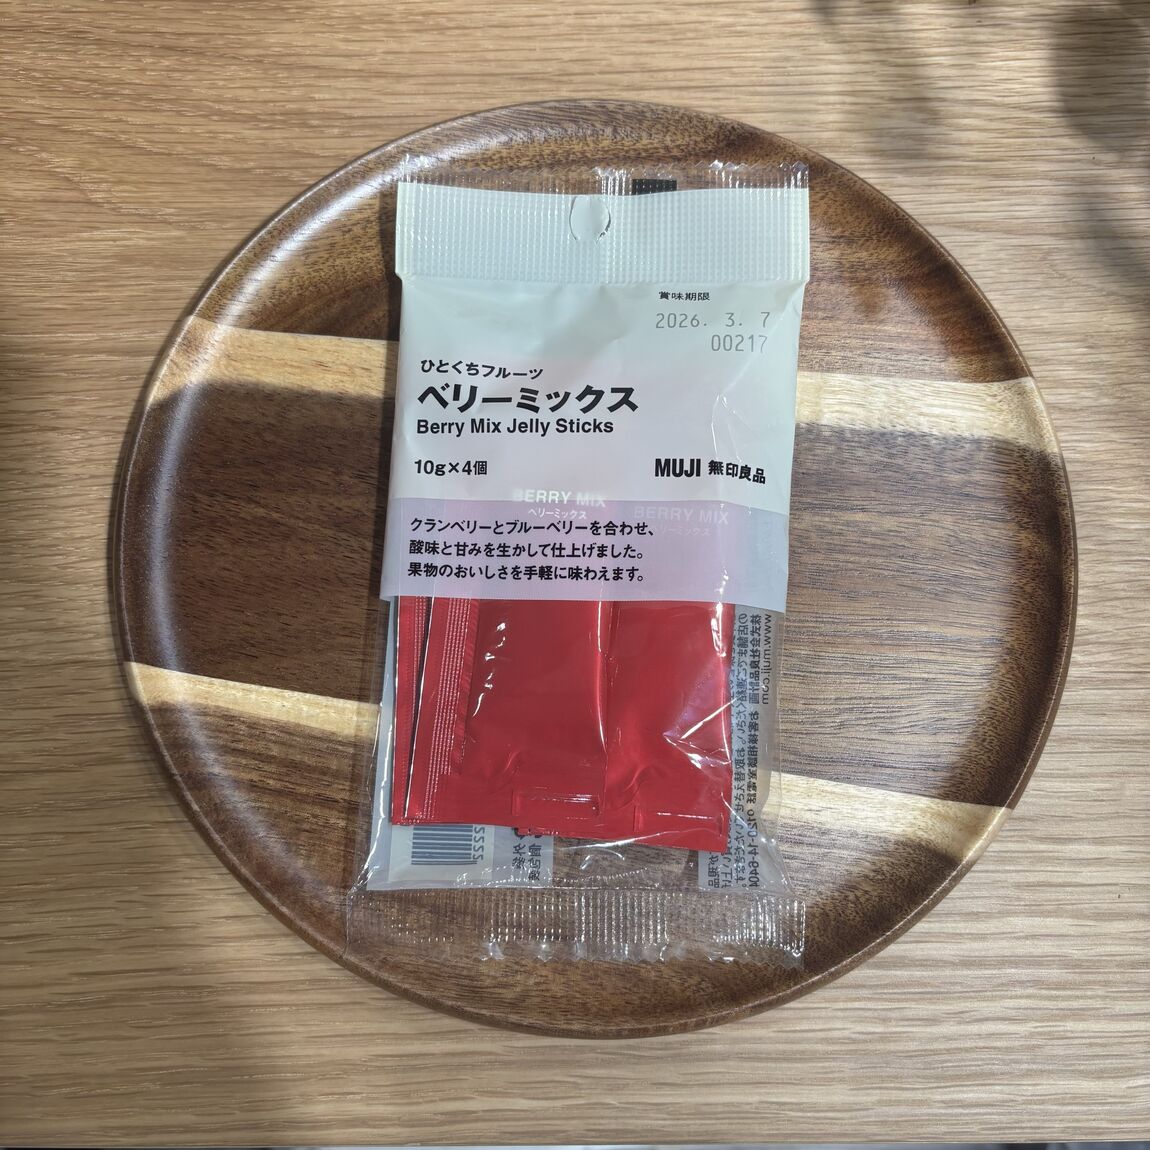 賞味期限
2026. 3. 7
00217
ひとくちフルーツ
ベリーミックス
Berry Mix Jelly Sticks
10g×4個
MUJI 無印良品
BERRY MIX
ベリーミックス
BERRY MIX
リーミックス
クランベリーとブルーベリーを合わせ、
酸味と甘みを生かして仕上げました。
果物のおいしさを手軽に味わえます。
www.muji.com